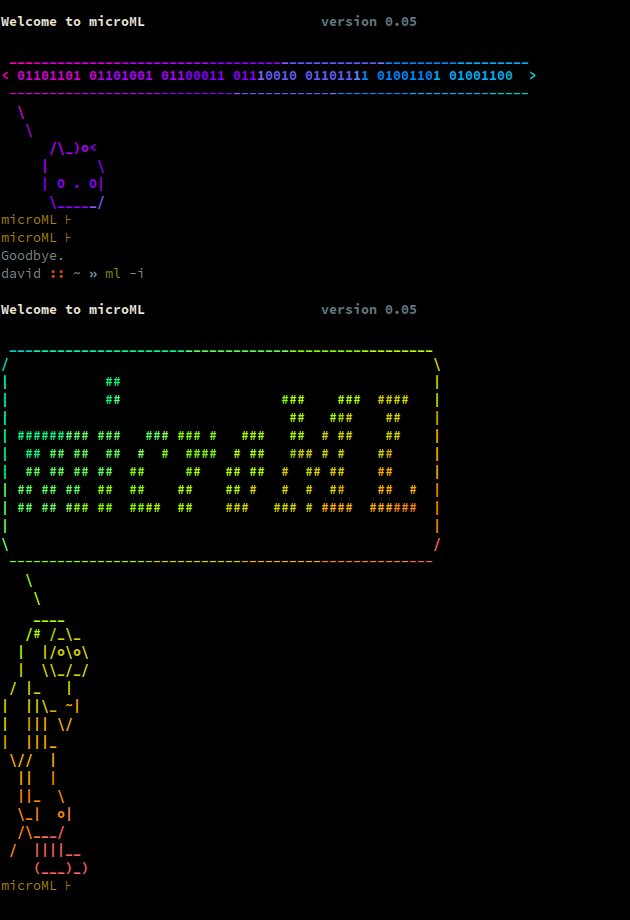 Welcome to microML version 0.05
< 01101101 01101001 01100011 01110010 01101111 01001101 01001100 >
microML ⊦
microML ⊦
Goodbye.
david :: ~ » ml -i
Welcome to microML version 0.05
microML
microML ⊦